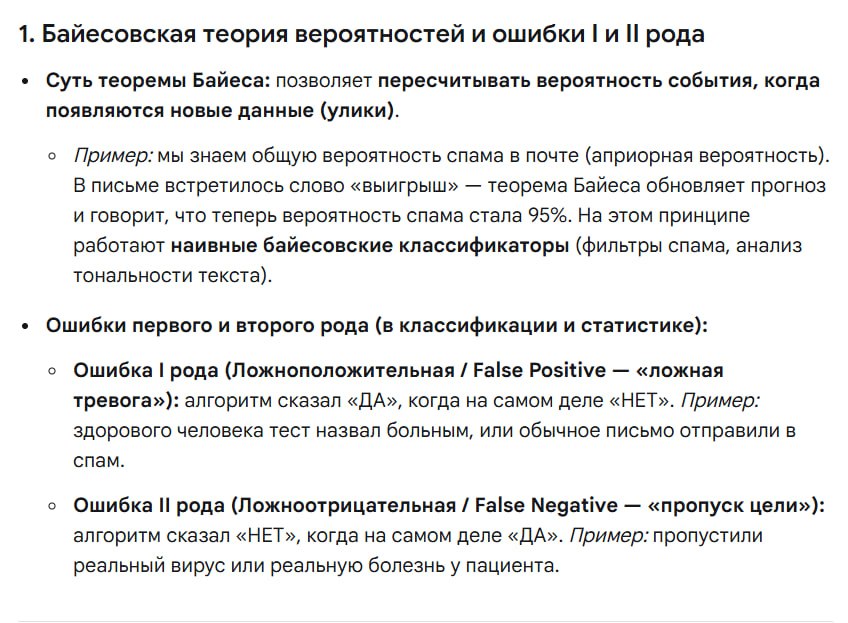 1. Байесовская теория вероятностей и ошибки I и II рода
• Суть теоремы Байеса: позволяет пересчитывать вероятность события, когда
появляются новые данные (улики).
○ Пример: мы знаем общую вероятность спама в почте (априорная вероятность).
В письме встретилось слово «выигрыш» — теорема Байеса обновляет прогноз
и говорит, что теперь вероятность спама стала 95%. На этом принципе
работают наивные байесовские классификаторы (фильтры спама, анализ
тональности текста).
• Ошибки первого и второго рода (в классификации и статистике):
○ Ошибка I рода (Ложноположительная / False Positive — «ложная
тревога»): алгоритм сказал «ДА», когда на самом деле «НЕТ». Пример:
здорового человека тест назвал больным, или обычное письмо отправили в
спам.
○ Ошибка II рода (Ложноотрицательная / False Negative — «пропуск цели»):
алгоритм сказал «НЕТ», когда на самом деле «ДА». Пример: пропустили
реальный вирус или реальную болезнь у пациента.